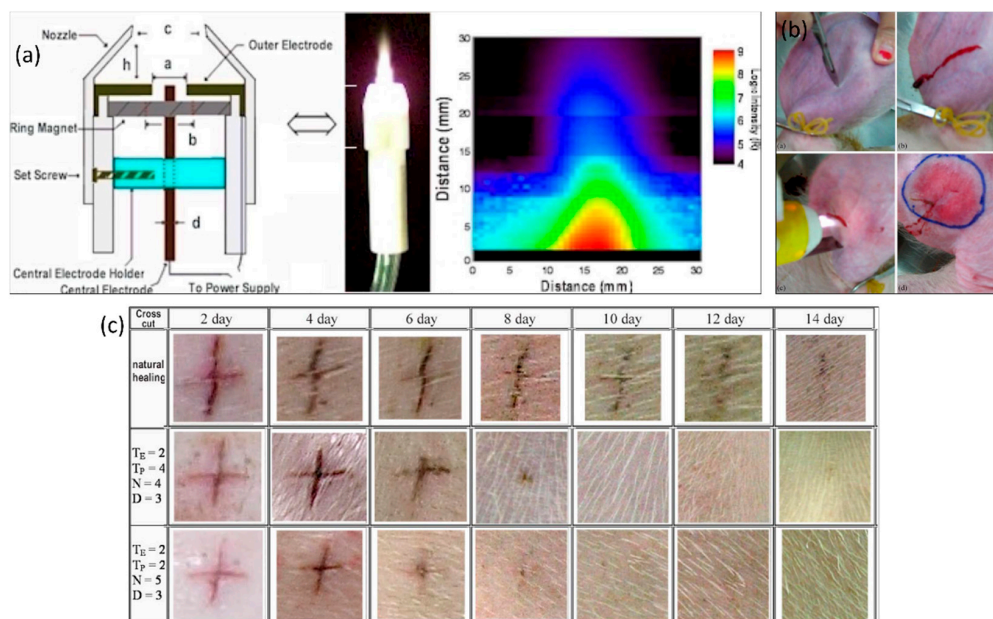 (a)
Nozzle
c
Outer Electrode
h
a
Ring Magnet
b
Set Screw
d
Central Electrode Holder
Central Electrode
To Power Supply
Distance (mm)
30
25
20
15
10
5
0
0 5 10 15 20 25 30
Distance (mm)
9
8
7
6
5
4
Log₁₀ Intensity (R)
(b)
(a)
(b)
(c)
(d)
(c)
Cross cut
2 day
4 day
6 day
8 day
10 day
12 day
14 day
natural
healing
T_E = 2
T_P = 4
N = 4
D = 3
T_E = 2
T_P = 2
N = 5
D = 3